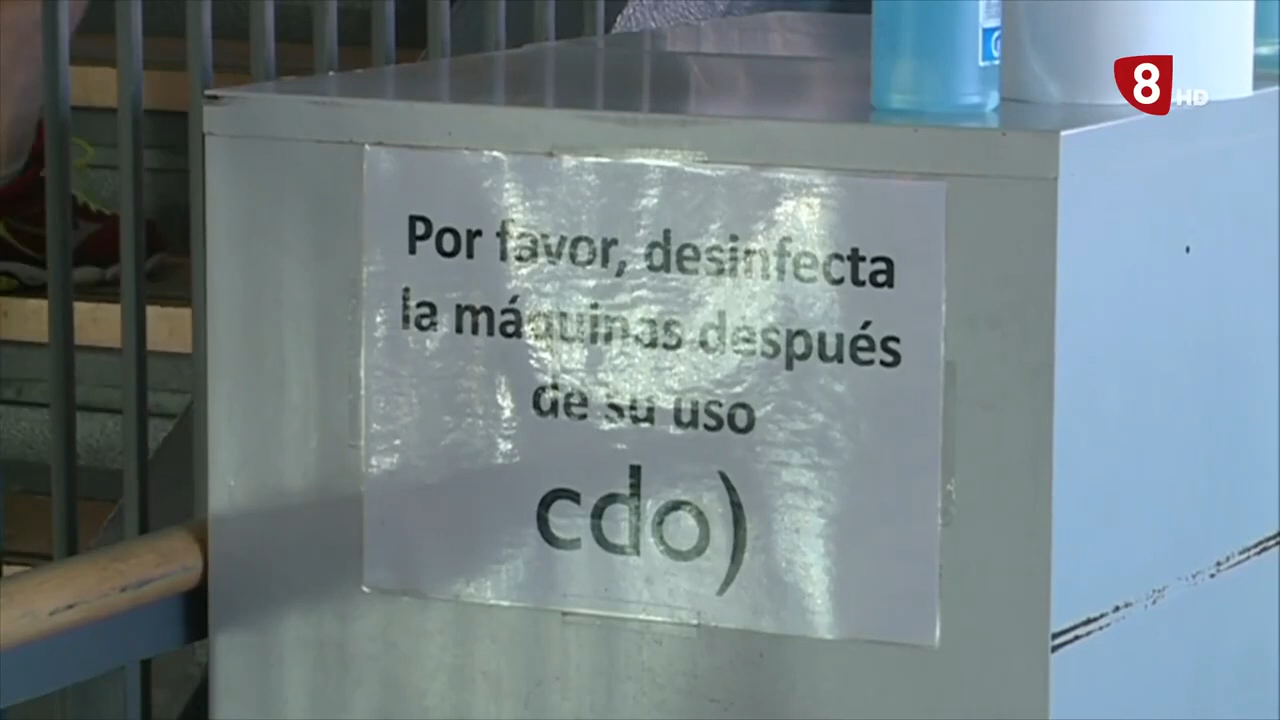 8 HD
Por favor, desinfecta
la máquinas después
de su uso
cdo)